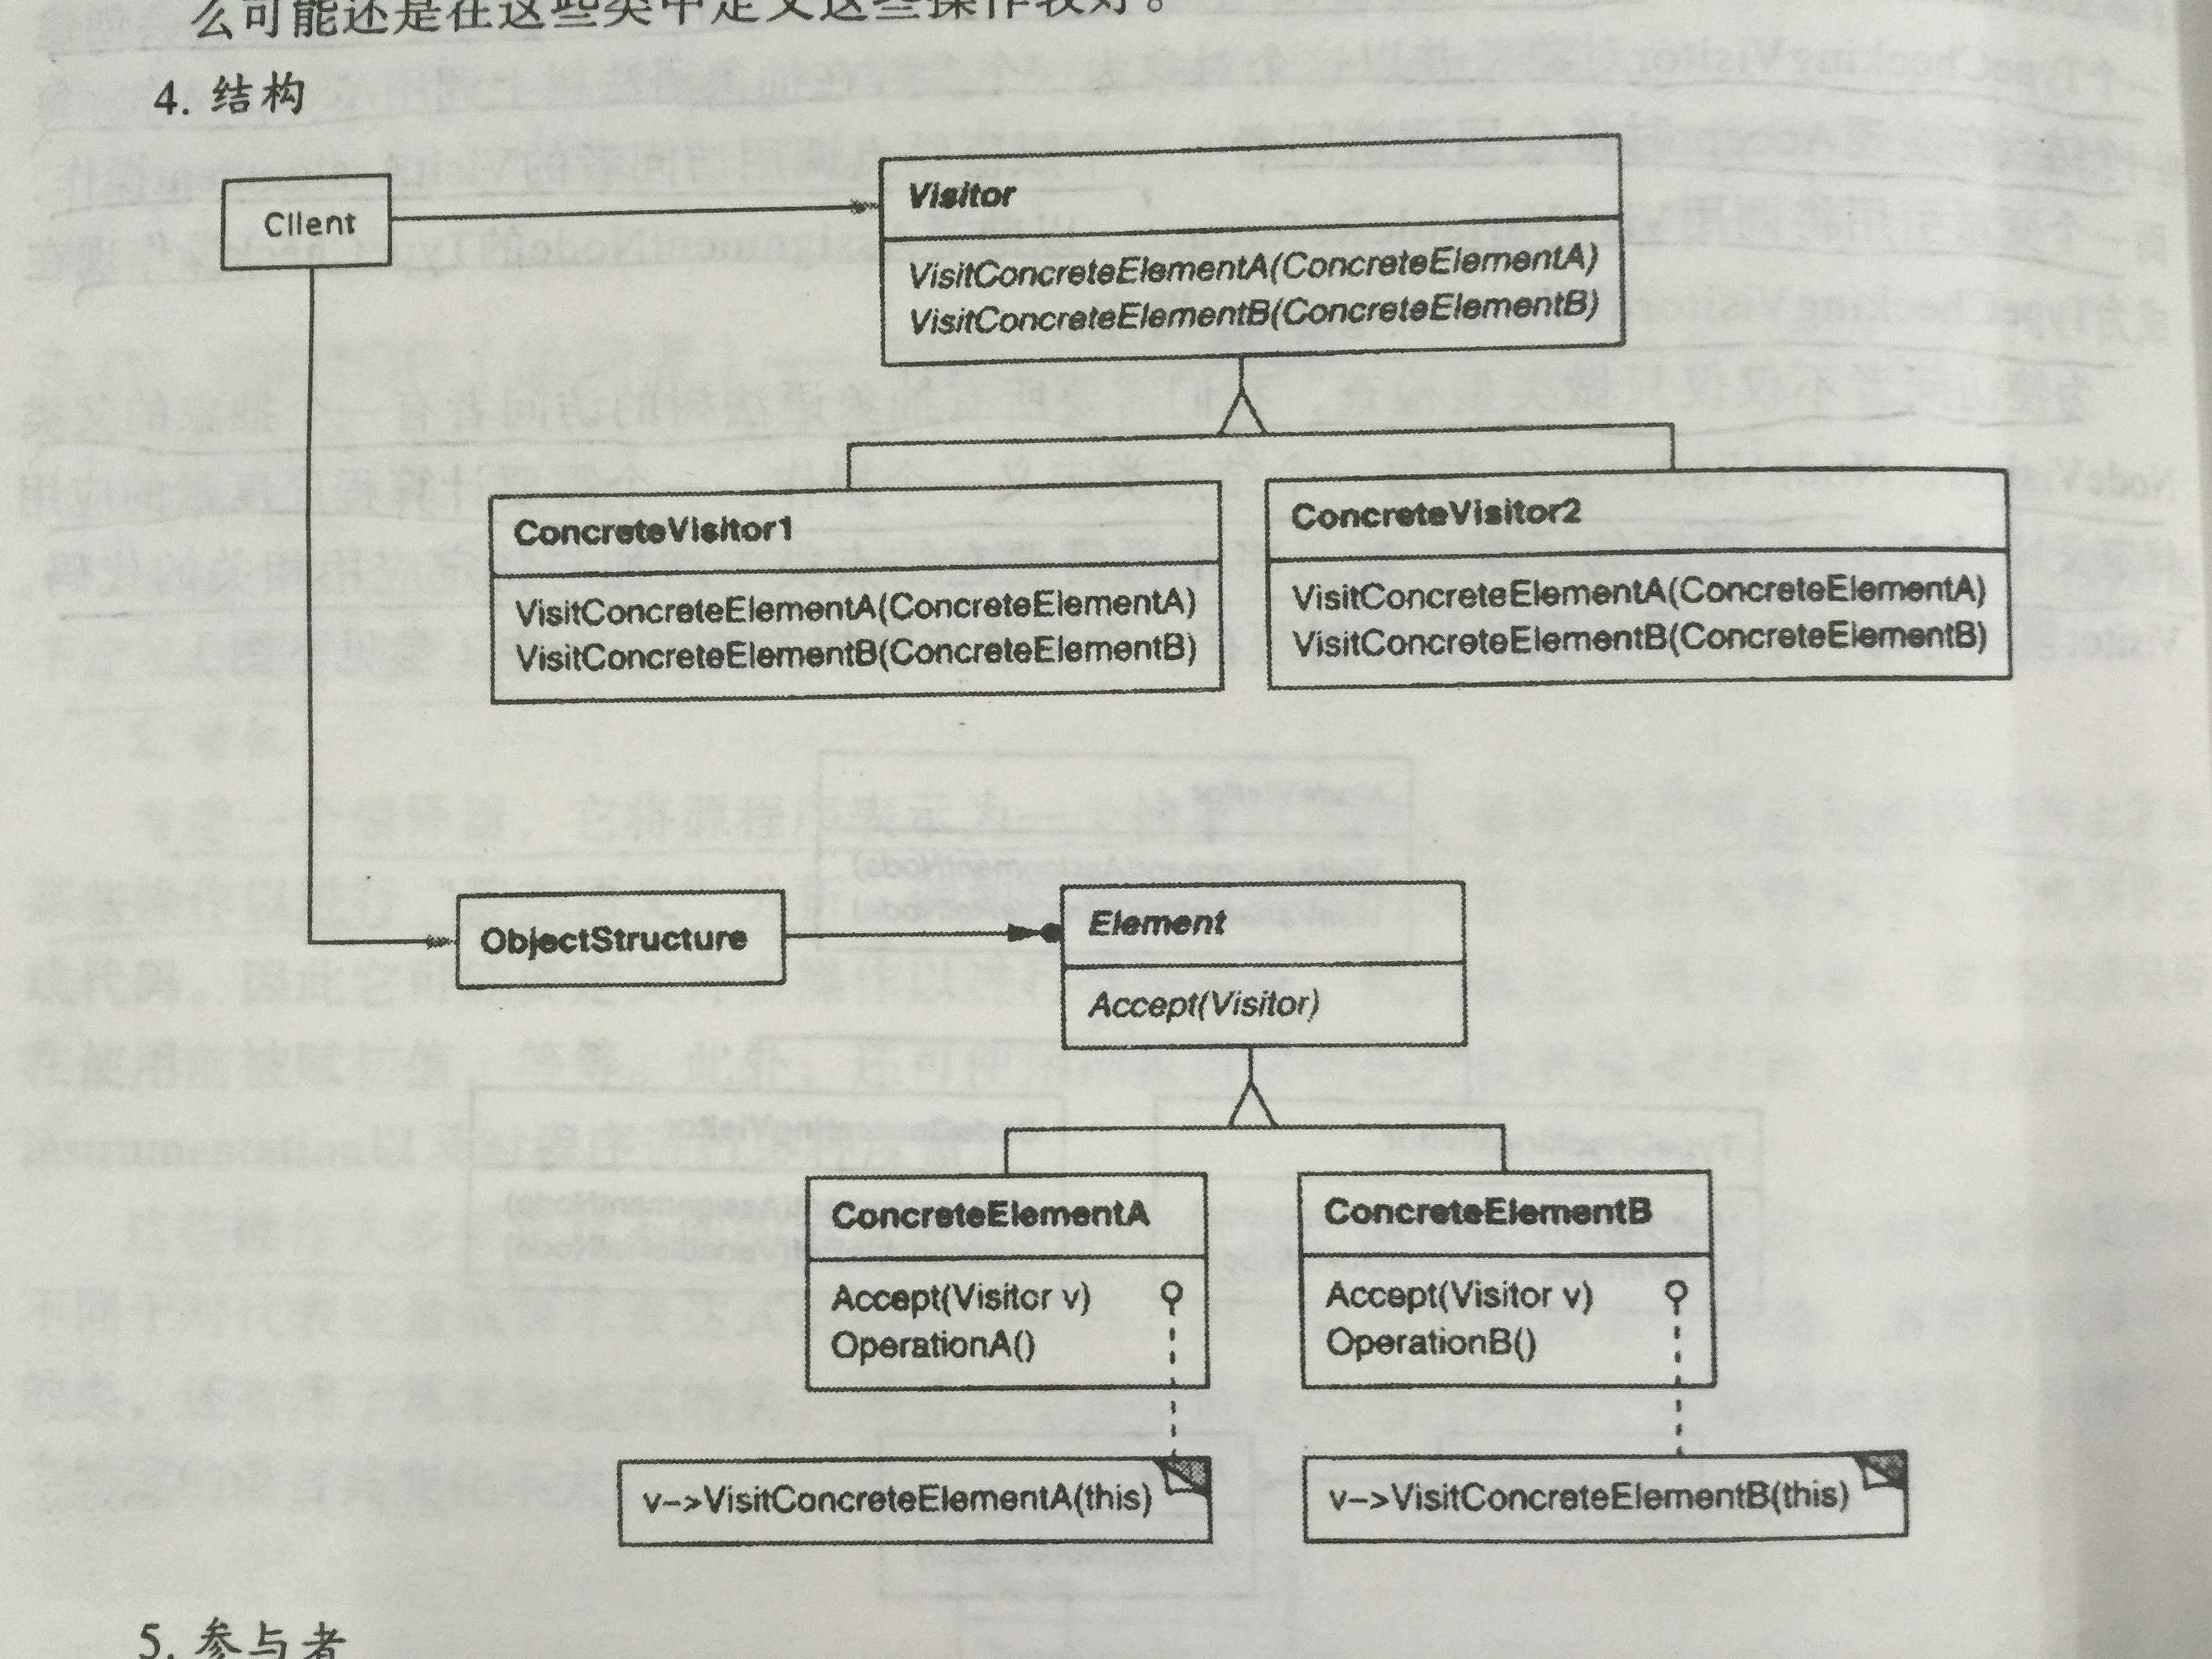 么可能还是在这些类中定义这些操作较好。
4. 结构
Client
Visitor
VisitConcreteElementA(ConcreteElementA)
VisitConcreteElementB(ConcreteElementB)
ConcreteVisitor1
VisitConcreteElementA(ConcreteElementA)
VisitConcreteElementB(ConcreteElementB)
ConcreteVisitor2
VisitConcreteElementA(ConcreteElementA)
VisitConcreteElementB(ConcreteElementB)
ObjectStructure
Element
Accept(Visitor)
ConcreteElementA
Accept(Visitor v)
OperationA()
ConcreteElementB
Accept(Visitor v)
OperationB()
v->VisitConcreteElementA(this)
v->VisitConcreteElementB(this)
5. 参与者